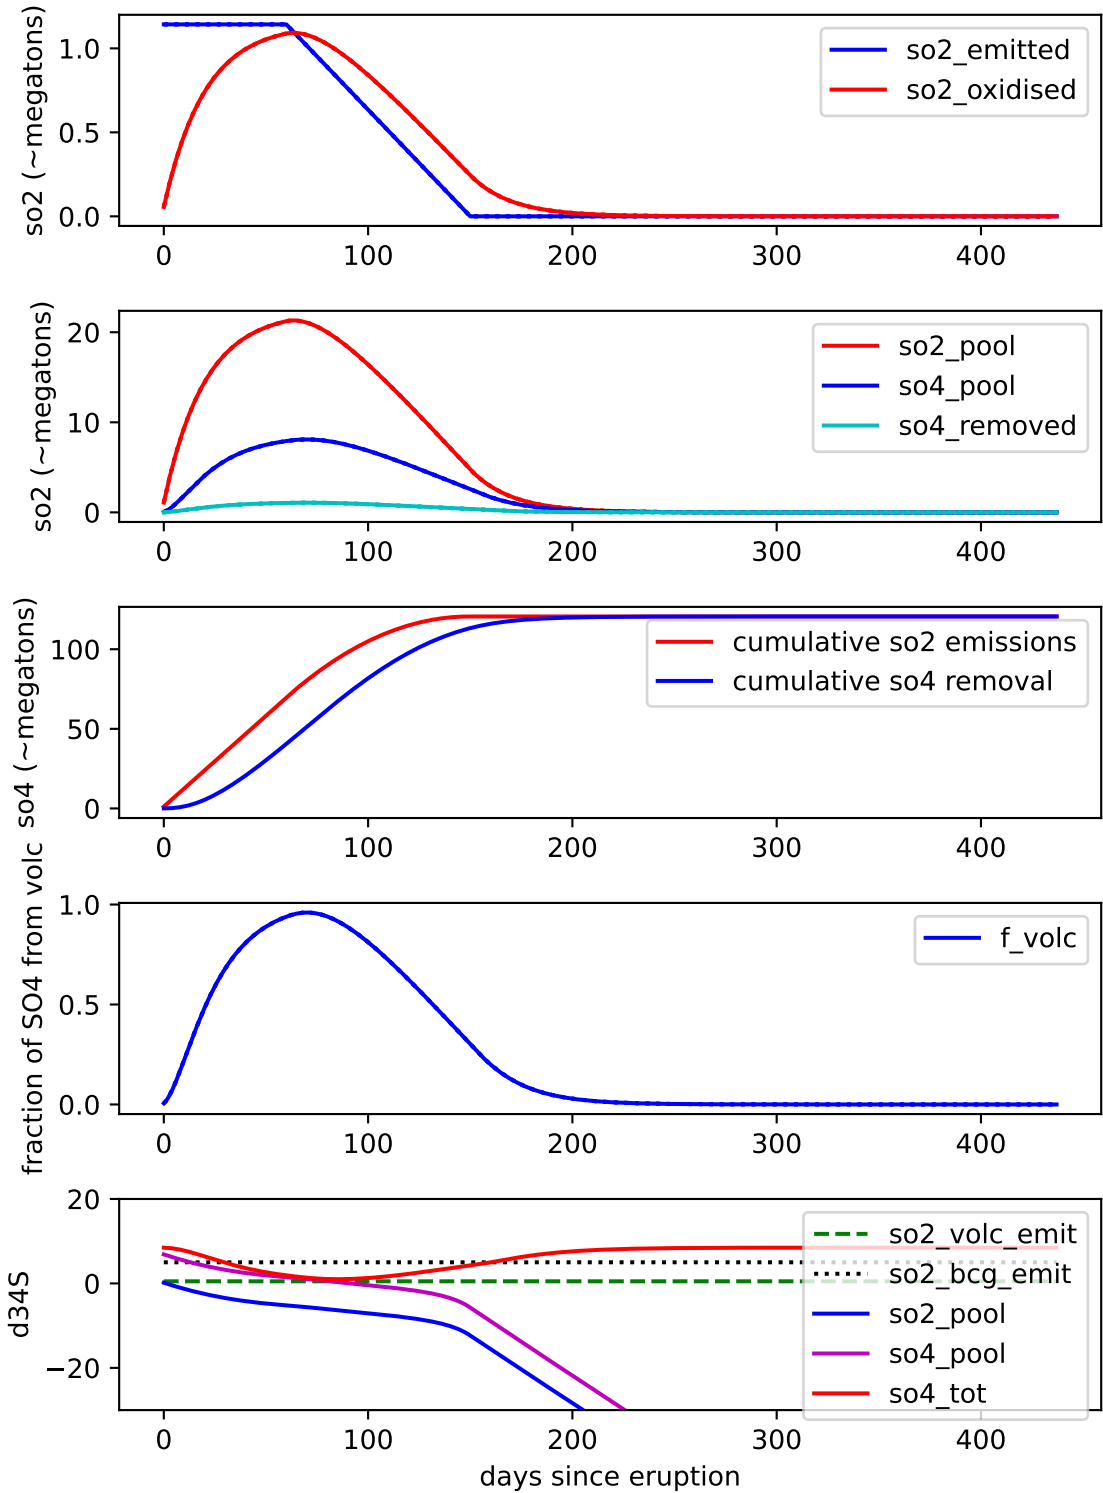 so2 (~megatons)
1.0
0.5
0.0
so2_emitted
so2_oxidised
0 100 200 300 400
so2 (~megatons)
20
10
0
so2_pool
so4_pool
so4_removed
0 100 200 300 400
so4 (~megatons)
100
50
0
cumulative so2 emissions
cumulative so4 removal
0 100 200 300 400
fraction of SO4 from volc
1.0
0.5
0.0
f_volc
0 100 200 300 400
d34S
20
0
−20
so2_volc_emit
so2_bcg_emit
so2_pool
so4_pool
so4_tot
0 100 200 300 400
days since eruption